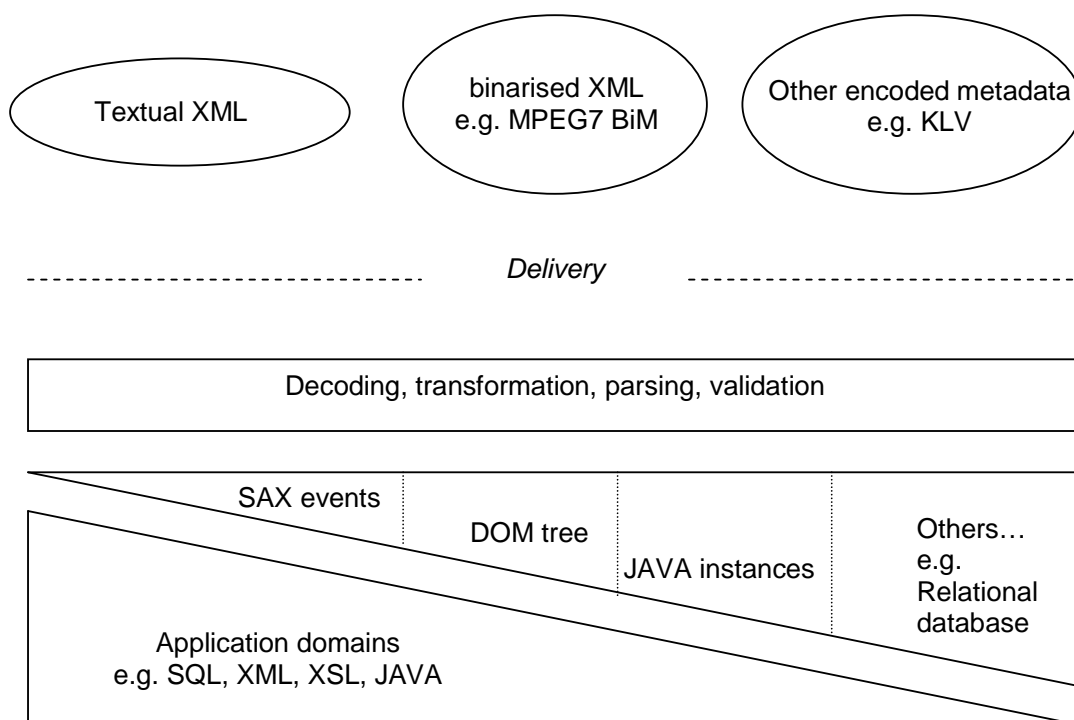 Textual XML
binarised XML
e.g. MPEG7 BiM
Other encoded metadata
e.g. KLV
Delivery
Decoding, transformation, parsing, validation
SAX events
DOM tree
JAVA instances
Others…
e.g.
Relational
database
Application domains
e.g. SQL, XML, XSL, JAVA